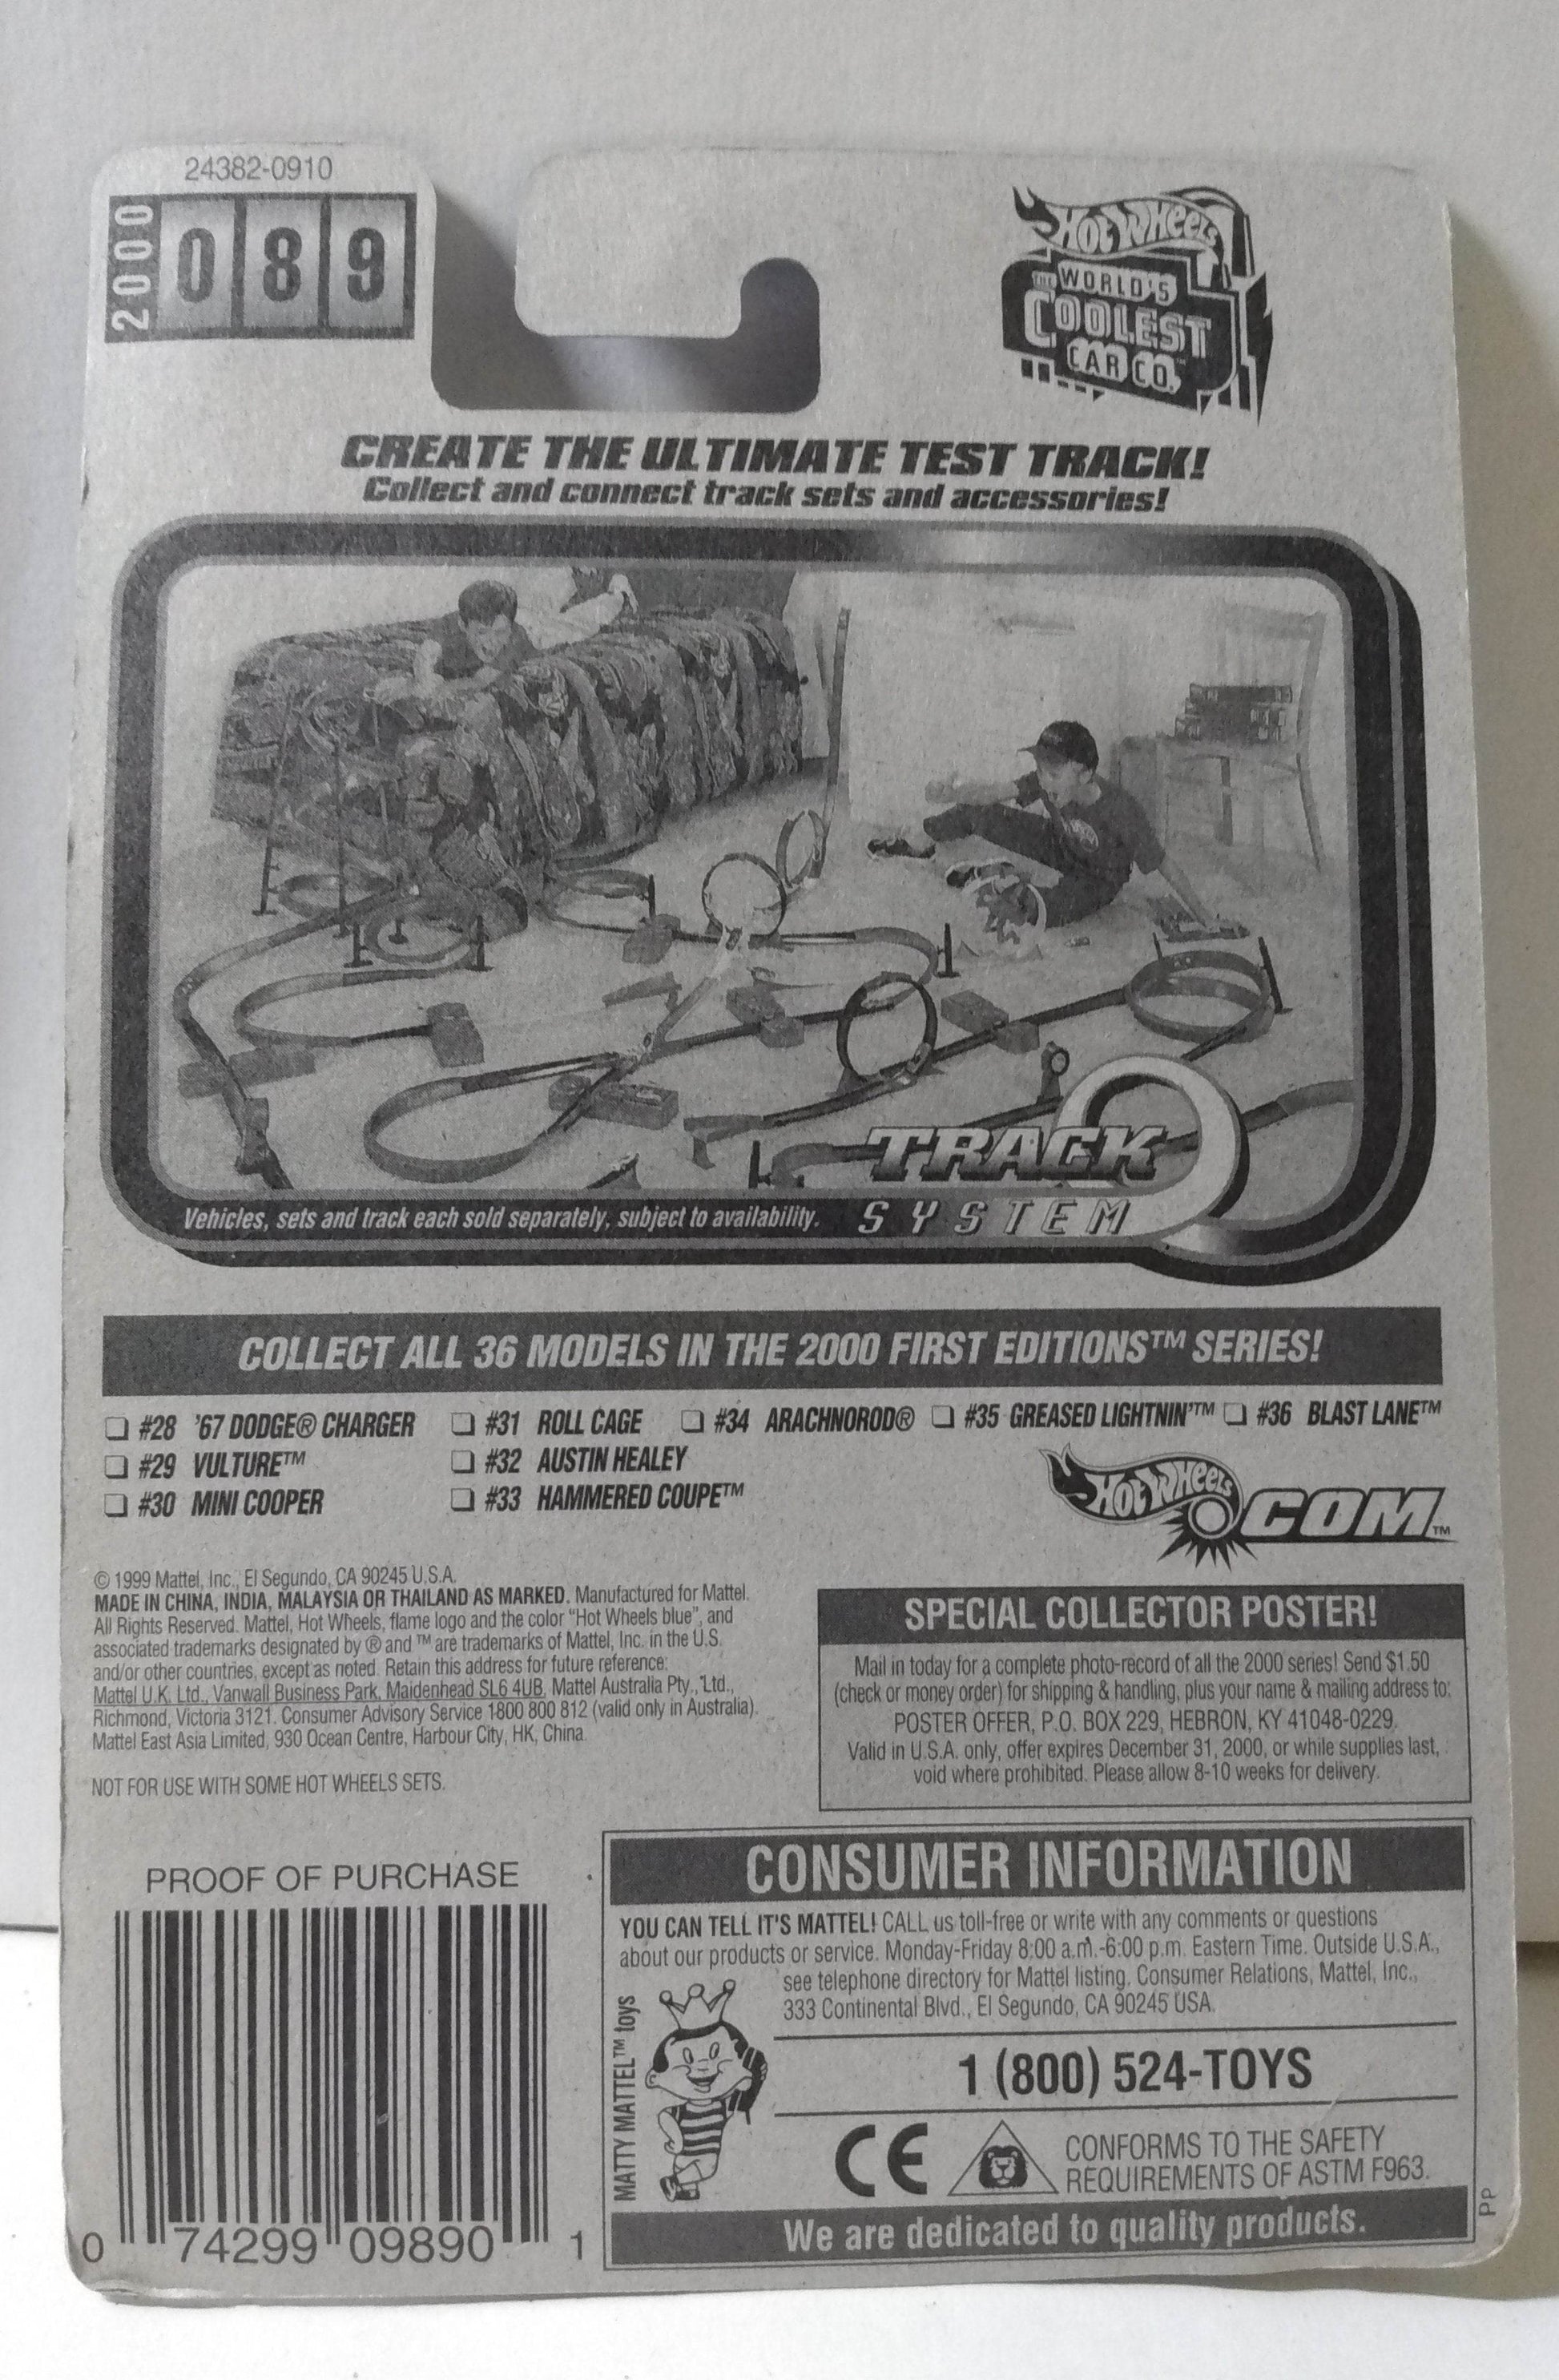 24382-0910
2000
089
HOT WHEELS
THE WORLD'S
COOLEST
CAR CO.™
CREATE THE ULTIMATE TEST TRACK!
Collect and connect track sets and accessories!
TRACK
Vehicles, sets and track each sold separately, subject to availability. SYSTEM
COLLECT ALL 36 MODELS IN THE 2000 FIRST EDITIONS™ SERIES!
❏ #28 '67 DODGE® CHARGER ❏ #31 ROLL CAGE ❏ #34 ARACHNOROD® ❏ #35 GREASED LIGHTNIN'™ ❏ #36 BLAST LANE™
❏ #29 VULTURE™ ❏ #32 AUSTIN HEALEY
❏ #30 MINI COOPER ❏ #33 HAMMERED COUPE™
HOT WHEELS.COM™
© 1999 Mattel, Inc., El Segundo, CA 90245 U.S.A.
MADE IN CHINA, INDIA, MALAYSIA OR THAILAND AS MARKED. Manufactured for Mattel.
All Rights Reserved. Mattel, Hot Wheels, flame logo and the color "Hot Wheels blue", and
associated trademarks designated by ® and ™ are trademarks of Mattel, Inc. in the U.S.
and/or other countries, except as noted. Retain this address for future reference:
Mattel U.K. Ltd., Vanwall Business Park, Maidenhead SL6 4UB. Mattel Australia Pty., Ltd.,
Richmond, Victoria 3121. Consumer Advisory Service 1800 800 812 (valid only in Australia).
Mattel East Asia Limited, 930 Ocean Centre, Harbour City, HK, China.
NOT FOR USE WITH SOME HOT WHEELS SETS.
SPECIAL COLLECTOR POSTER!
Mail in today for a complete photo-record of all the 2000 series! Send $1.50
(check or money order) for shipping & handling, plus your name & mailing address to:
POSTER OFFER, P.O. BOX 229, HEBRON, KY 41048-0229.
Valid in U.S.A. only, offer expires December 31, 2000, or while supplies last,
void where prohibited. Please allow 8-10 weeks for delivery.
PROOF OF PURCHASE
0 74299 09890 1
CONSUMER INFORMATION
YOU CAN TELL IT'S MATTEL! CALL us toll-free or write with any comments or questions
about our products or service. Monday-Friday 8:00 a.m.-6:00 p.m. Eastern Time. Outside U.S.A.,
see telephone directory for Mattel listing. Consumer Relations, Mattel, Inc.,
333 Continental Blvd., El Segundo, CA 90245 USA.
MATTY MATTEL™ toys
1 (800) 524-TOYS
CE
CONFORMS TO THE SAFETY
REQUIREMENTS OF ASTM F963.
We are dedicated to quality products.
PP